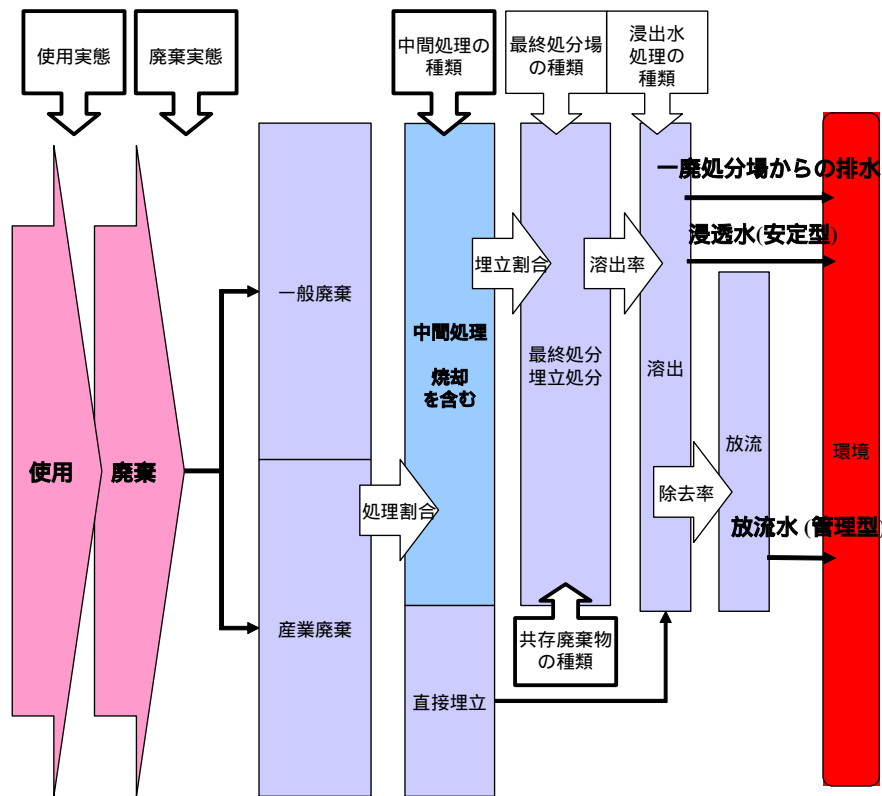 使用実態
廃棄実態
中間処理の
種類
最終処分場
の種類
浸出水
処理の
種類
一廃処分場からの排水
浸透水(安定型)
埋立割合
溶出率
一般廃棄
中間処理
焼却
を含む
最終処分
埋立処分
溶出
放流
環境
使用
廃棄
処理割合
除去率
放流水(管理型)
産業廃棄
共存廃棄物
の種類
直接埋立